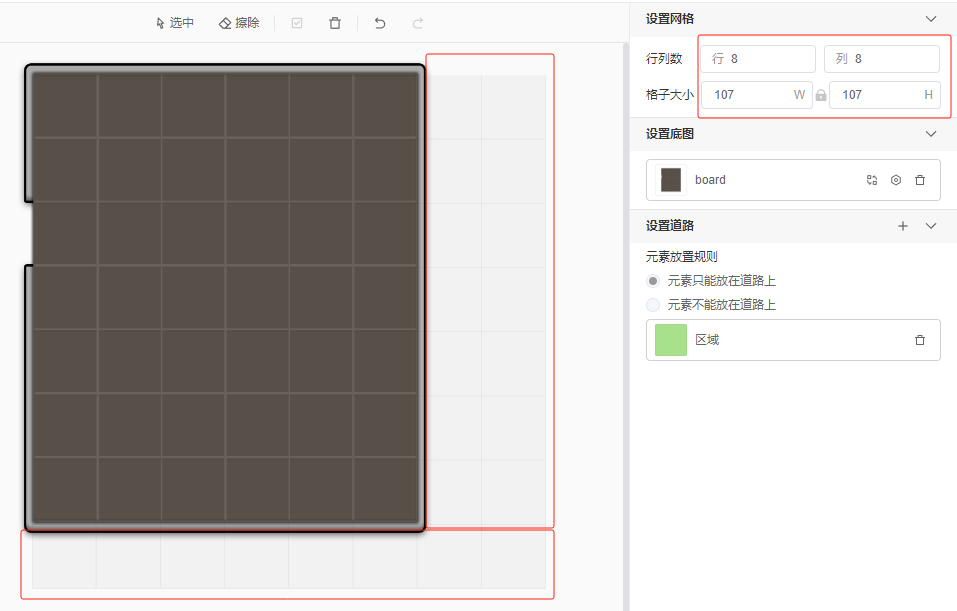 选中 擦除
设置网格
行列数 行 8 列 8
格子大小 107 W 107 H
设置底图
board
设置道路
元素放置规则
元素只能放在道路上
元素不能放在道路上
区域